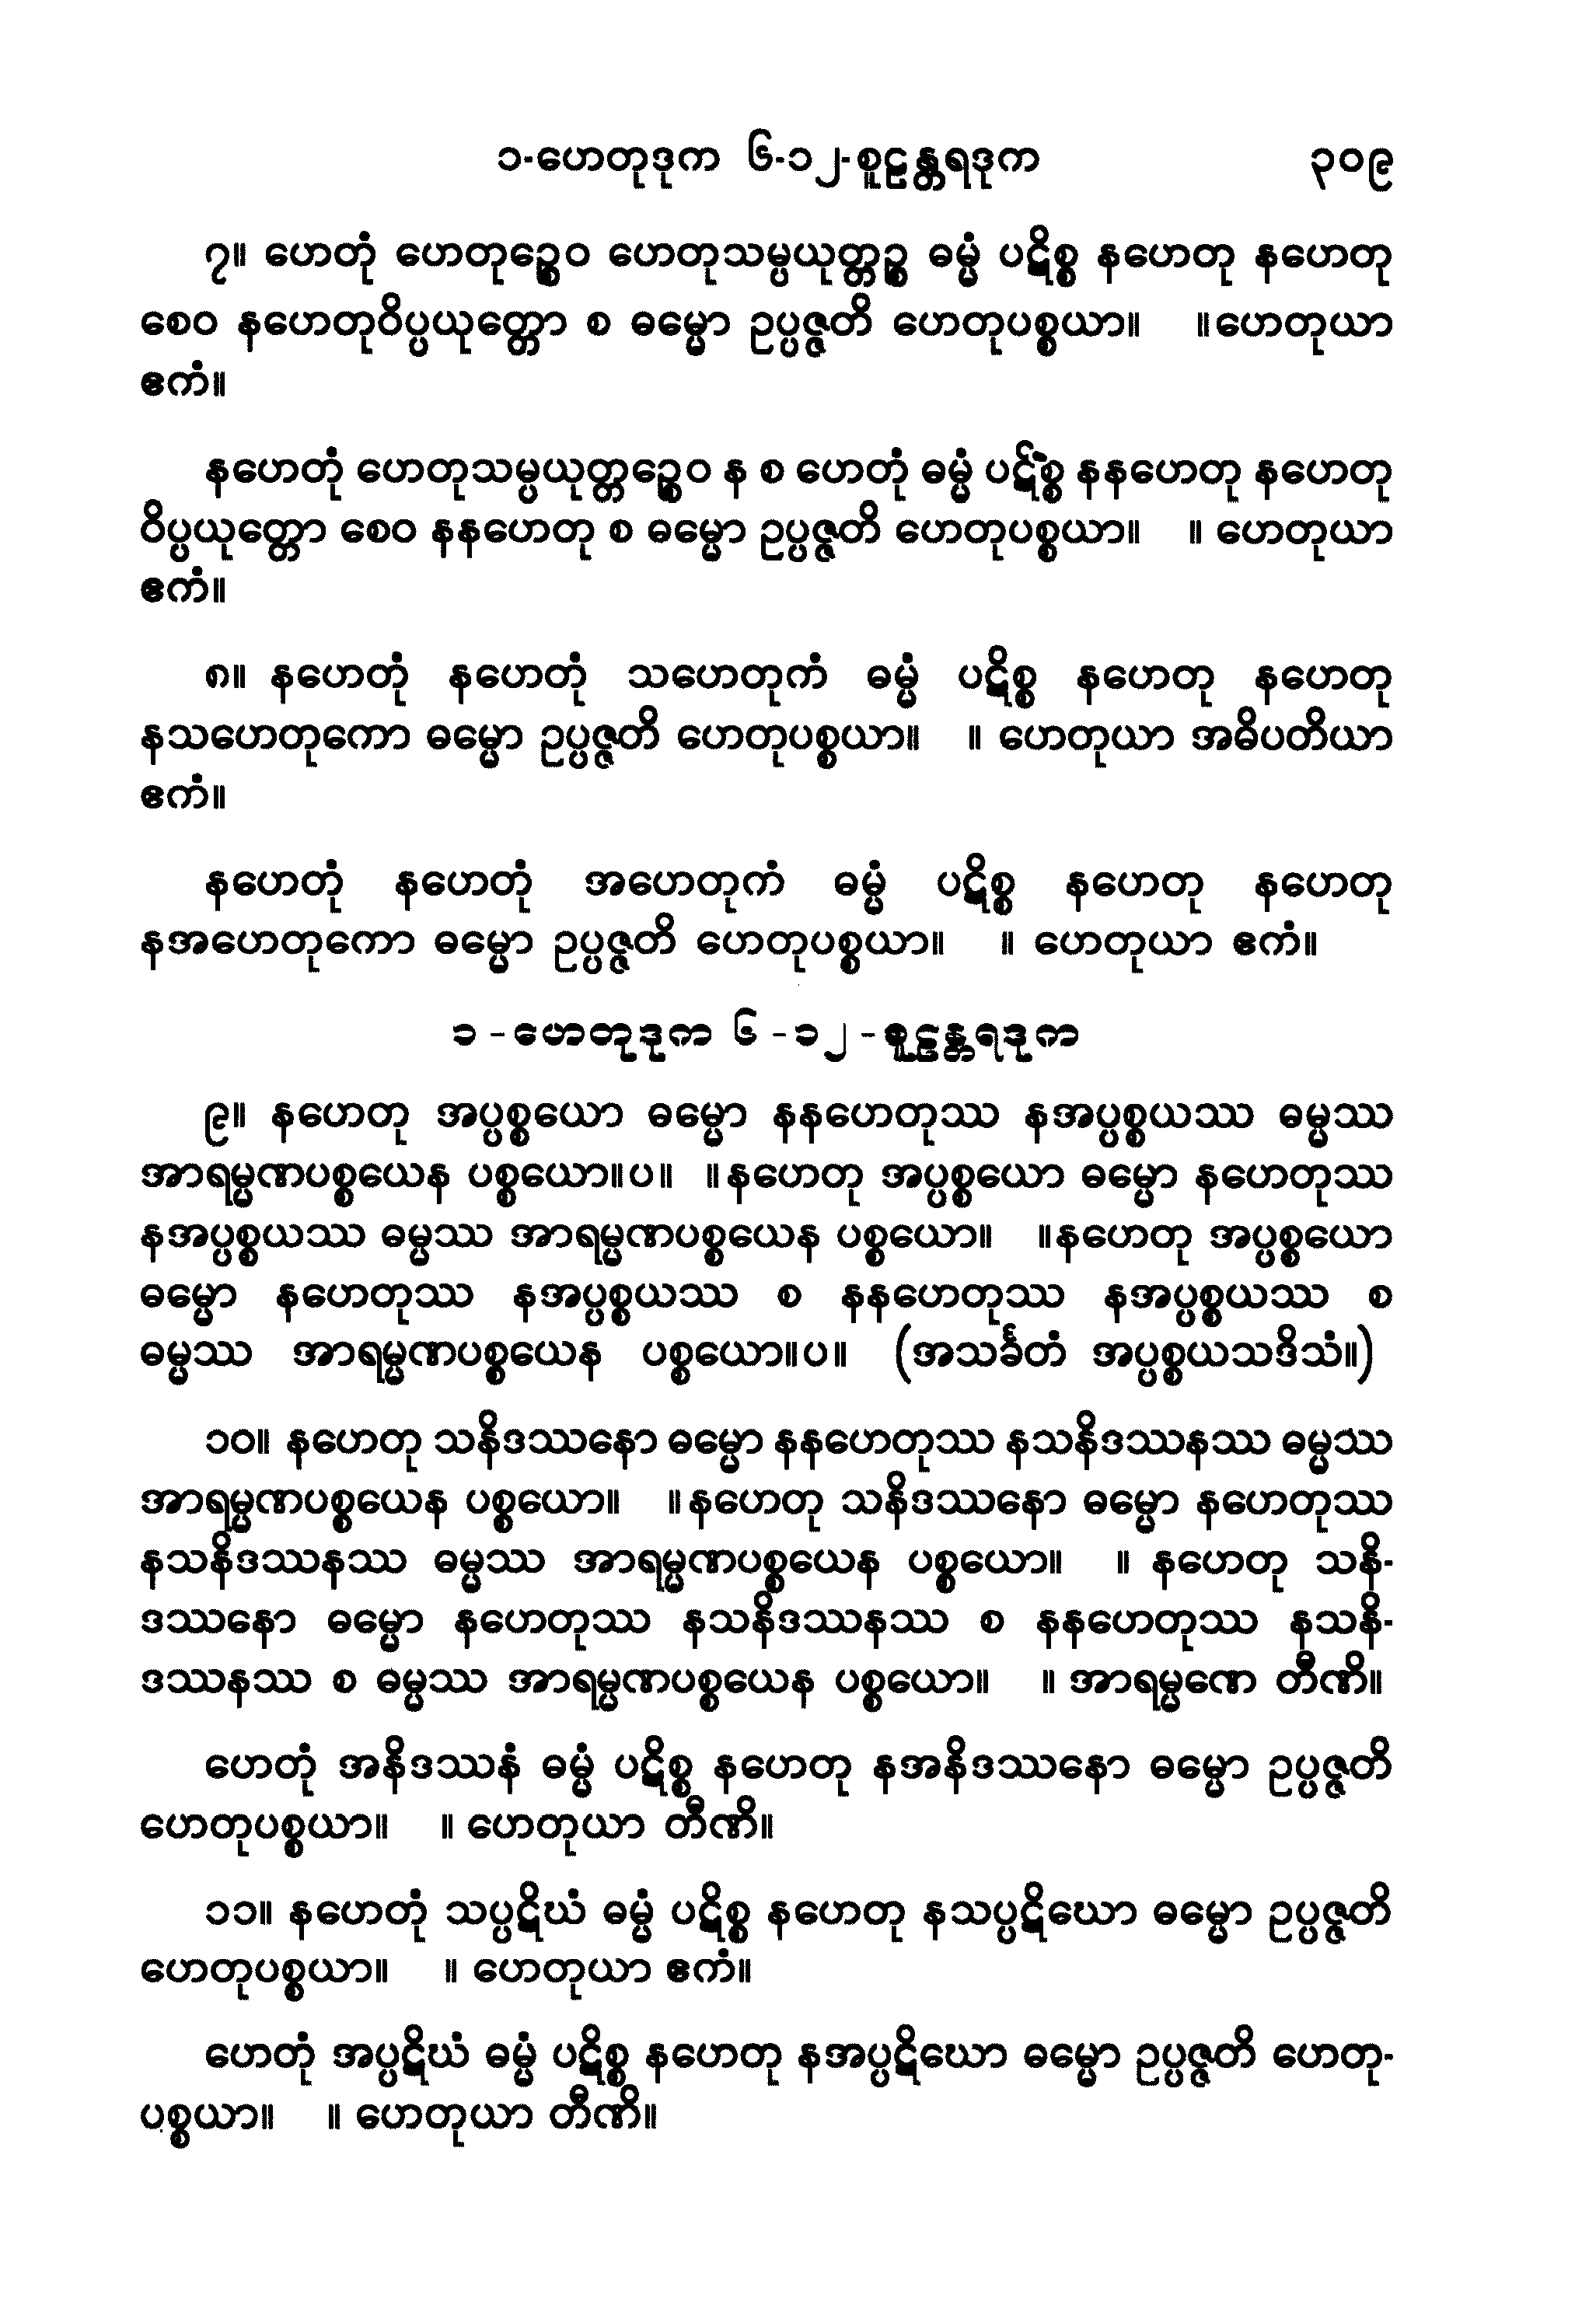 ၁-ဟေတုဒုက ၆-၁၂-စူဠန္တရဒုက ၃၀၉
၇။ ဟေတုံ ဟေတုဉ္စေဝ ဟေတုသမ္ပယုတ္တဉ္စ ဓမ္မံ ပဋိစ္စ နဟေတု နဟေတု
စေဝ နဟေတုဝိပ္ပယုတ္တော စ ဓမ္မော ဥပ္ပဇ္ဇတိ ဟေတုပစ္စယာ။ ။ဟေတုယာ
ဧကံ။
နဟေတုံ ဟေတုသမ္ပယုတ္တဉ္စေဝ န စ ဟေတုံ ဓမ္မံ ပဋိစ္စ နနဟေတု နဟေတု
ဝိပ္ပယုတ္တော စေဝ နနဟေတု စ ဓမ္မော ဥပ္ပဇ္ဇတိ ဟေတုပစ္စယာ။ ။ ဟေတုယာ
ဧကံ။
၈။ နဟေတုံ နဟေတုံ သဟေတုကံ ဓမ္မံ ပဋိစ္စ နဟေတု နဟေတု
နသဟေတုကော ဓမ္မော ဥပ္ပဇ္ဇတိ ဟေတုပစ္စယာ။ ။ ဟေတုယာ အဓိပတိယာ
ဧကံ။
နဟေတုံ နဟေတုံ အဟေတုကံ ဓမ္မံ ပဋိစ္စ နဟေတု နဟေတု
နအဟေတုကော ဓမ္မော ဥပ္ပဇ္ဇတိ ဟေတုပစ္စယာ။ ။ ဟေတုယာ ဧကံ။
၁ -ဟေတုဒုက ၆ -၁၂ -စူဠန္တရဒုက
၉။ နဟေတု အပ္ပစ္စယော ဓမ္မော နနဟေတုဿ နအပ္ပစ္စယဿ ဓမ္မဿ
အာရမ္မဏပစ္စယေန ပစ္စယော။ပ။ ။နဟေတု အပ္ပစ္စယော ဓမ္မော နဟေတုဿ
နအပ္ပစ္စယဿ ဓမ္မဿ အာရမ္မဏပစ္စယေန ပစ္စယော။ ။နဟေတု အပ္ပစ္စယော
ဓမ္မော နဟေတုဿ နအပ္ပစ္စယဿ စ နနဟေတုဿ နအပ္ပစ္စယဿ စ
ဓမ္မဿ အာရမ္မဏပစ္စယေန ပစ္စယော။ပ။ (အသင်္ခတံ အပ္ပစ္စယသဒိသံ။)
၁၀။ နဟေတု သနိဒဿနော ဓမ္မော နနဟေတုဿ နသနိဒဿနဿ ဓမ္မဿ
အာရမ္မဏပစ္စယေန ပစ္စယော။ ။နဟေတု သနိဒဿနော ဓမ္မော နဟေတုဿ
နသနိဒဿနဿ ဓမ္မဿ အာရမ္မဏပစ္စယေန ပစ္စယော။ ။ နဟေတု သနိ-
ဒဿနော ဓမ္မော နဟေတုဿ နသနိဒဿနဿ စ နနဟေတုဿ နသနိ-
ဒဿနဿ စ ဓမ္မဿ အာရမ္မဏပစ္စယေန ပစ္စယော။ ။ အာရမ္မဏေ တီဏိ။
ဟေတုံ အနိဒဿနံ ဓမ္မံ ပဋိစ္စ နဟေတု နအနိဒဿနော ဓမ္မော ဥပ္ပဇ္ဇတိ
ဟေတုပစ္စယာ။ ။ ဟေတုယာ တီဏိ။
၁၁။ နဟေတုံ သပ္ပဋိဃံ ဓမ္မံ ပဋိစ္စ နဟေတု နသပ္ပဋိဃော ဓမ္မော ဥပ္ပဇ္ဇတိ
ဟေတုပစ္စယာ။ ။ ဟေတုယာ ဧကံ။
ဟေတုံ အပ္ပဋိဃံ ဓမ္မံ ပဋိစ္စ နဟေတု နအပ္ပဋိဃော ဓမ္မော ဥပ္ပဇ္ဇတိ ဟေတု-
ပစ္စယာ။ ။ ဟေတုယာ တီဏိ။